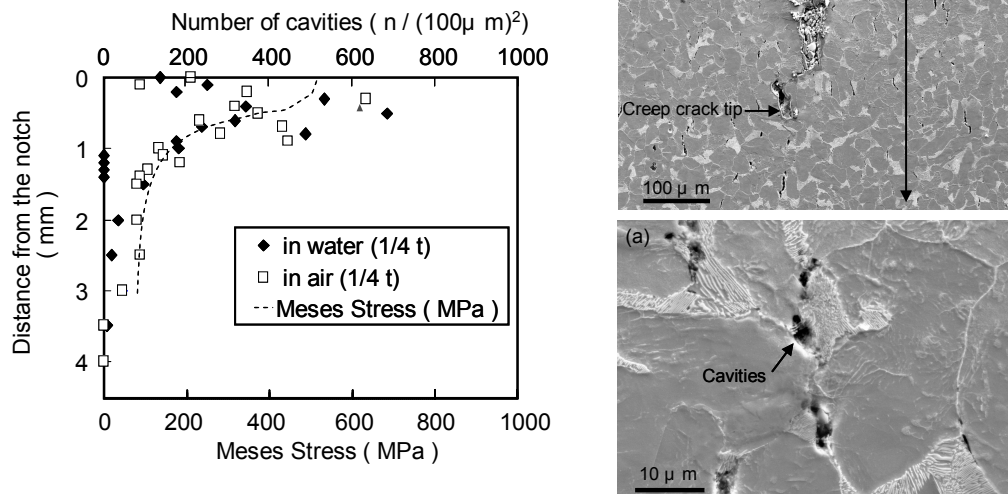 Number of cavities ( n / (100µ m)²)
0 200 400 600 800 1000
Distance from the notch
( mm )
0
1
2
3
4
in water (1/4 t)
in air (1/4 t)
Meses Stress ( MPa )
0 200 400 600 800 1000
Meses Stress ( MPa )
Creep crack tip
100 µ m
(a)
Cavities
10 µ m